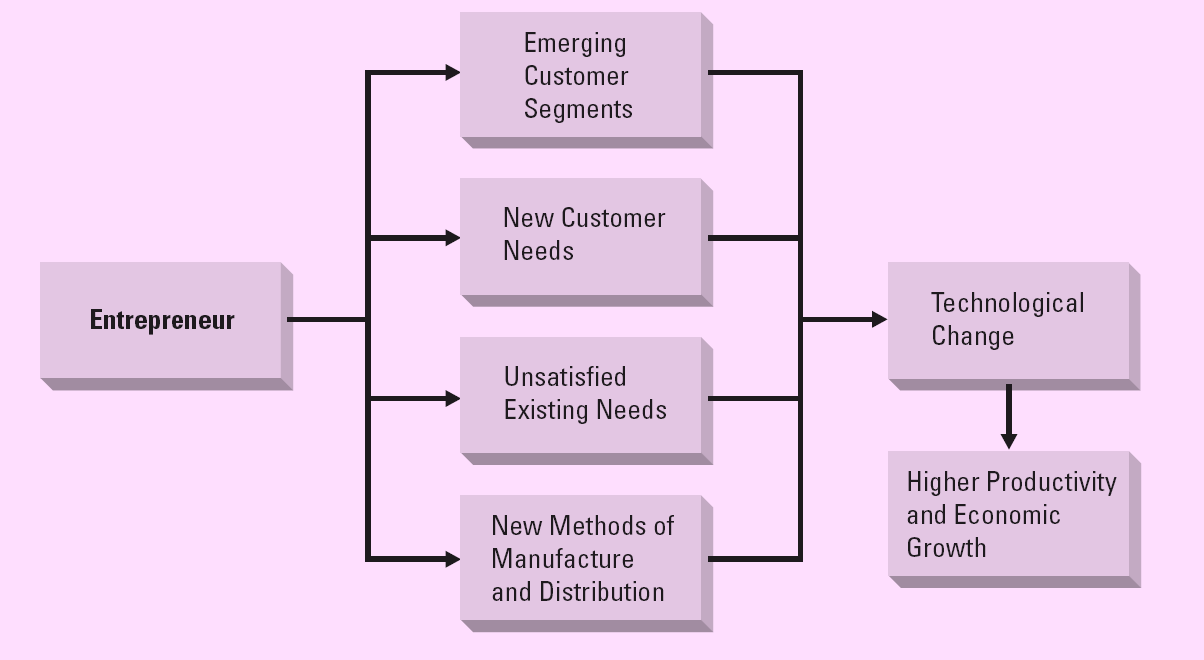 Emerging
Customer
Segments
New Customer
Needs
Entrepreneur
Technological
Change
Unsatisfied
Existing Needs
Higher Productivity
and Economic
Growth
New Methods of
Manufacture
and Distribution